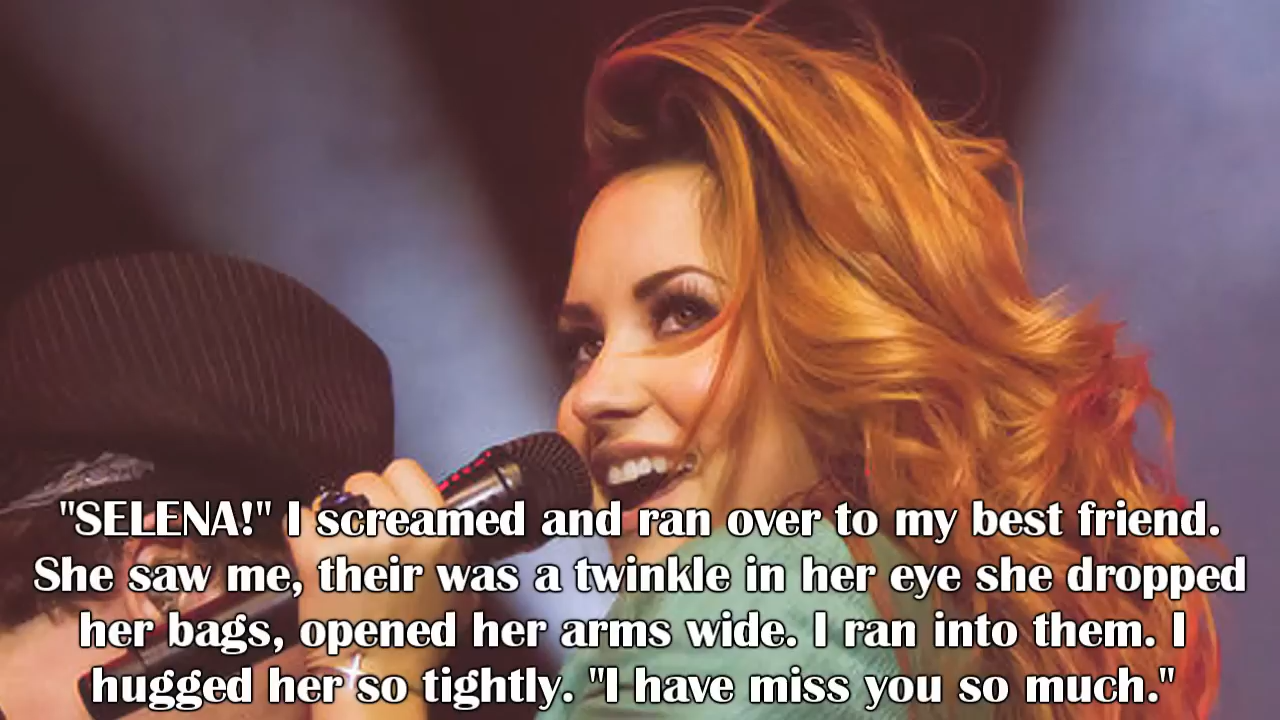 "SELENA!" I screamed and ran over to my best friend.
She saw me, their was a twinkle in her eye she dropped
her bags, opened her arms wide. I ran into them. I
hugged her so tightly. "I have miss you so much."